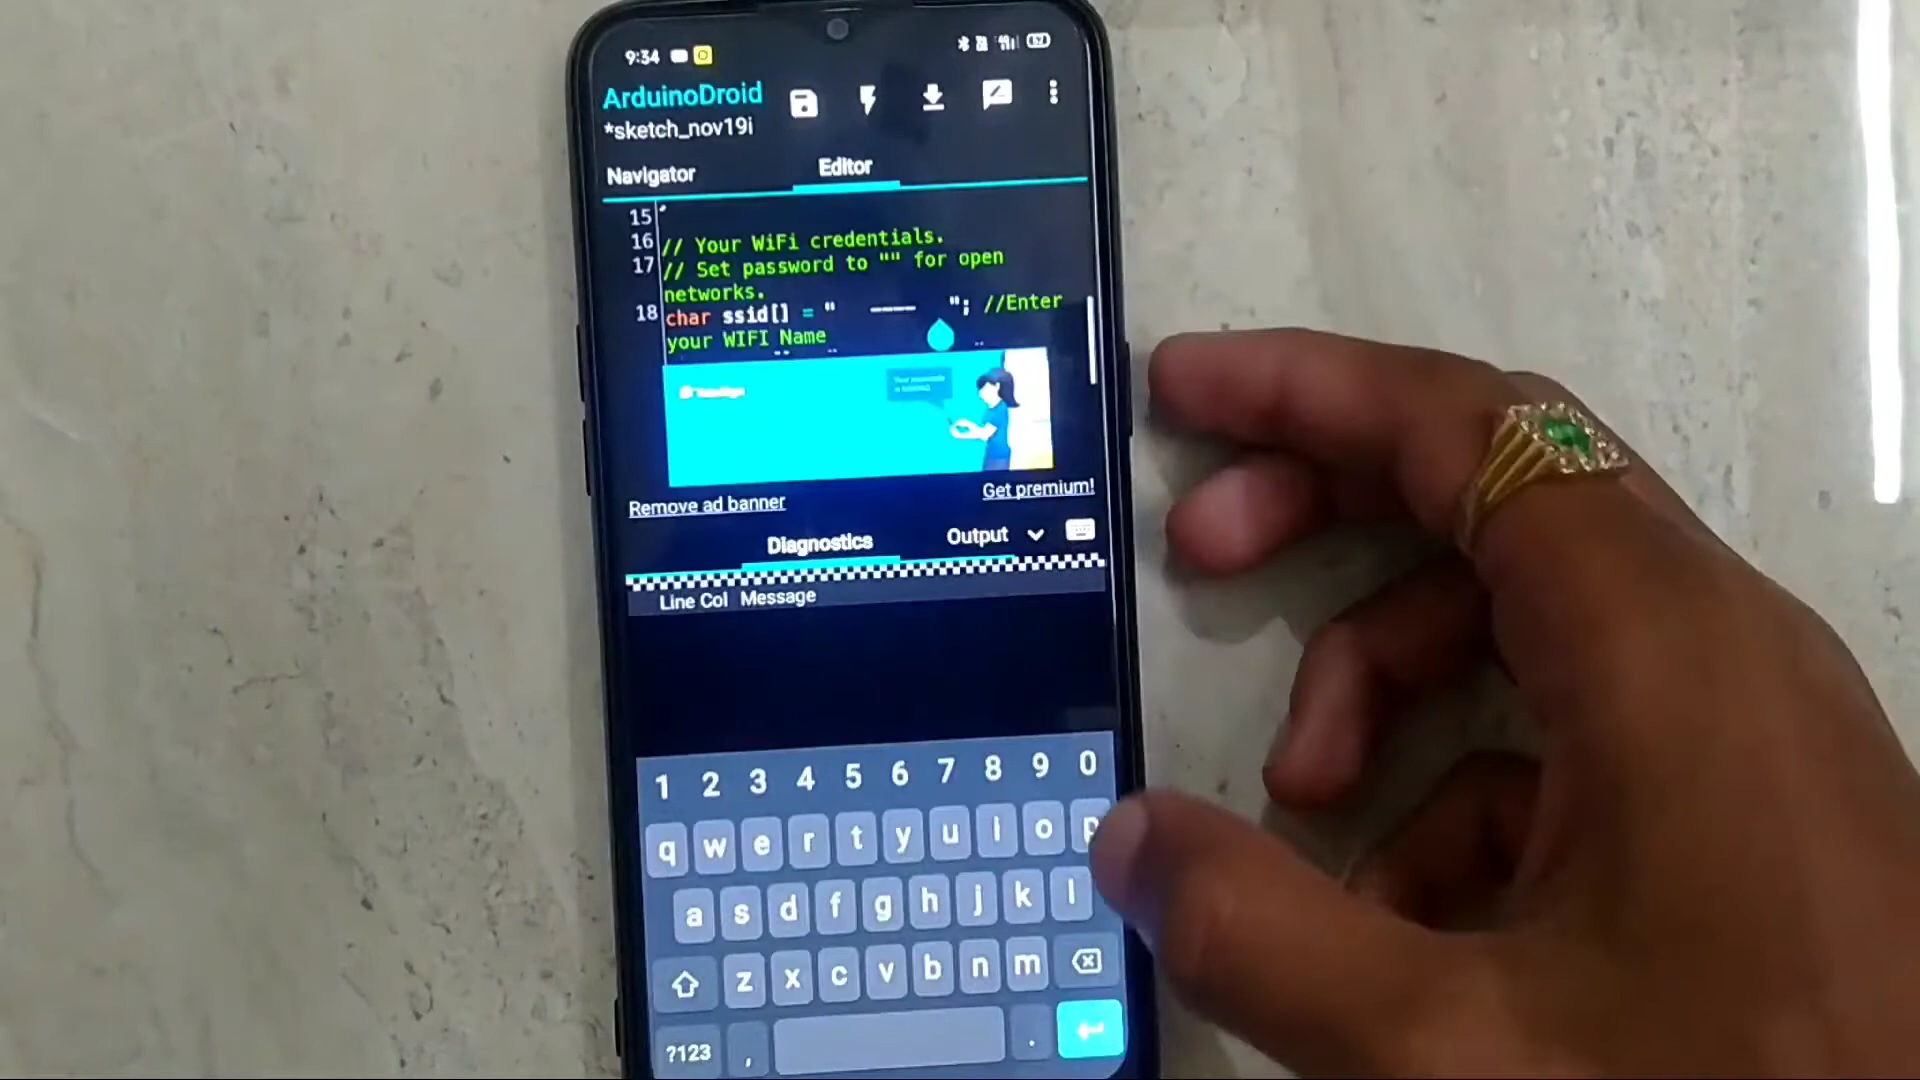 9:34
57
ArduinoDroid
*sketch_nov19i
Navigator Editor
15
16 // Your WiFi credentials.
17 // Set password to "" for open
networks.
18 char ssid[] = " ---- "; //Enter
your WIFI Name
Remove ad banner Get premium!
Diagnostics Output
Line Col Message
1 2 3 4 5 6 7 8 9 0
q w e r t y u i o p
a s d f g h j k l
z x c v b n m
?123 , .